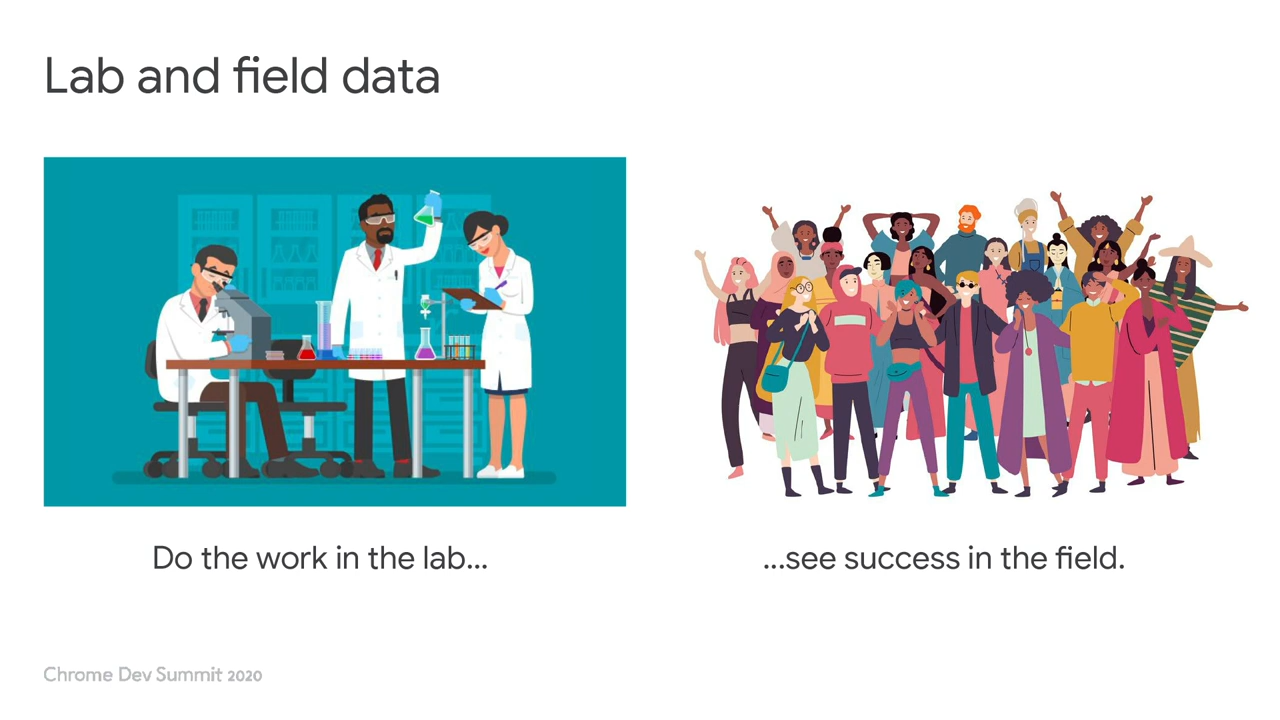 Lab and field data
Do the work in the lab...
...see success in the field.
Chrome Dev Summit 2020